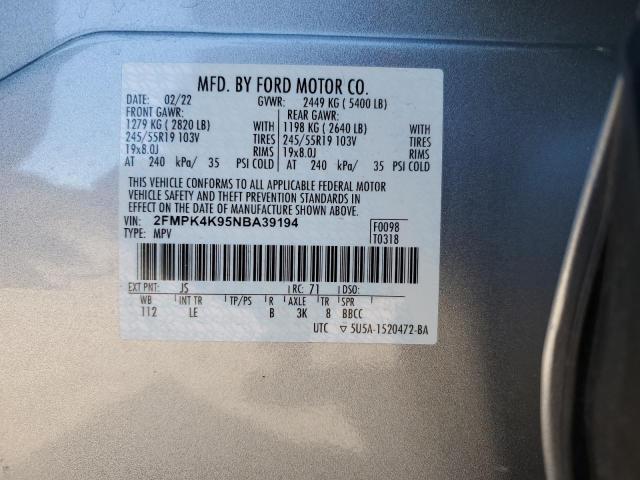 MFD. BY FORD MOTOR CO.
DATE: 02/22 GVWR: 2449 KG ( 5400 LB)
FRONT GAWR: REAR GAWR:
1279 KG ( 2820 LB) WITH 1198 KG ( 2640 LB) WITH
245/55R19 103V TIRES 245/55R19 103V TIRES
19x8.0J RIMS 19x8.0J RIMS
AT 240 kPa/ 35 PSI COLD AT 240 kPa/ 35 PSI COLD
THIS VEHICLE CONFORMS TO ALL APPLICABLE FEDERAL MOTOR
VEHICLE SAFETY AND THEFT PREVENTION STANDARDS IN
EFFECT ON THE DATE OF MANUFACTURE SHOWN ABOVE.
VIN: 2FMPK4K95NBA39194 F0098
TYPE: MPV T0318
EXT PNT: JS RC: 71 DSO:
WB INT TR TP/PS R AXLE TR SPR
112 LE B 3K 8 BBCC
UTC 5U5A-1520472-BA